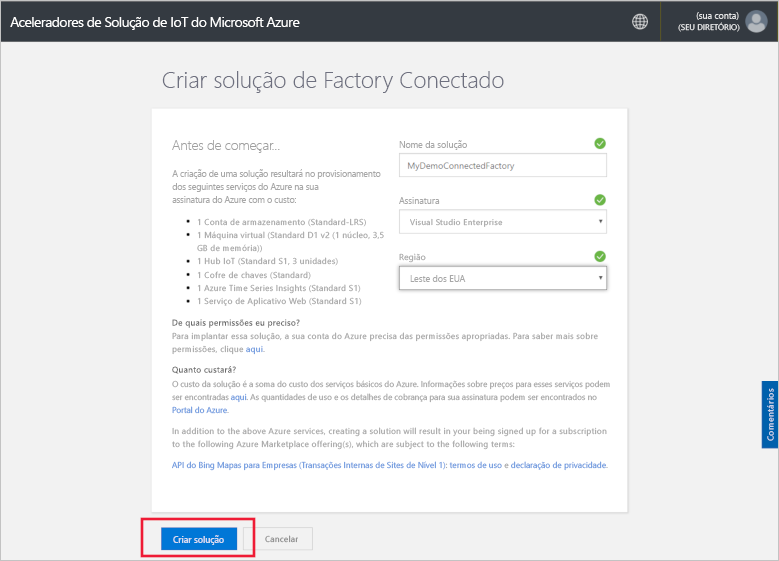 Aceleradores de Solução de IoT do Microsoft Azure
(sua conta)
(SEU DIRETÓRIO)
Criar solução de Factory Conectado
Antes de começar...
A criação de uma solução resultará no provisionamento
dos seguintes serviços do Azure na sua
assinatura do Azure com o custo:
1 Conta de armazenamento (Standard-LRS)
1 Máquina virtual (Standard D1 v2 (1 núcleo, 3,5
GB de memória))
1 Hub IoT (Standard S1, 3 unidades)
1 Cofre de chaves (Standard)
1 Azure Time Series Insights (Standard S1)
1 Serviço de Aplicativo Web (Standard S1)
Nome da solução
MyDemoConnectedFactory
Assinatura
Visual Studio Enterprise
Região
Leste dos EUA
De quais permissões eu preciso?
Para implantar essa solução, a sua conta do Azure precisa das permissões apropriadas. Para saber mais sobre
permissões, clique aqui.
Quanto custará?
O custo da solução é a soma do custo dos serviços básicos do Azure. Informações sobre preços para esses serviços podem
ser encontradas aqui. As quantidades de uso e os detalhes de cobrança para sua assinatura podem ser encontrados no
Portal do Azure.
In addition to the above Azure services, creating a solution will result in your being signed up for a subscription
to the following Azure Marketplace offering(s), which are subject to the following terms:
API do Bing Mapas para Empresas (Transações Internas de Sites de Nível 1): termos de uso e declaração de privacidade.
Comentários
Criar solução
Cancelar